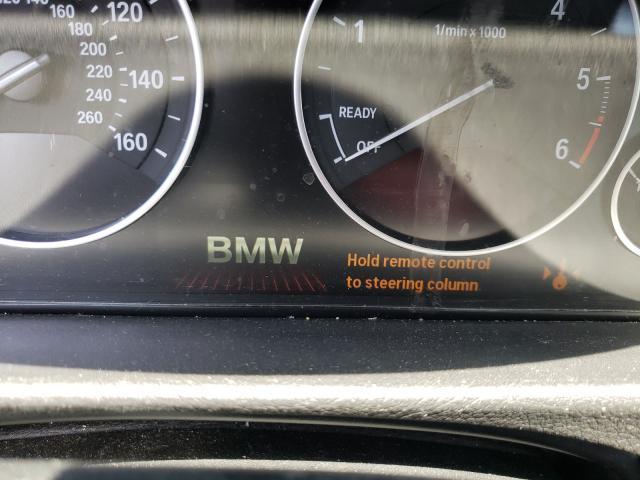 160
120
180
200
220
140
240
260
160
1
1/min x 1000
4
5
6
READY
OFF
BMW
Hold remote control
to steering column